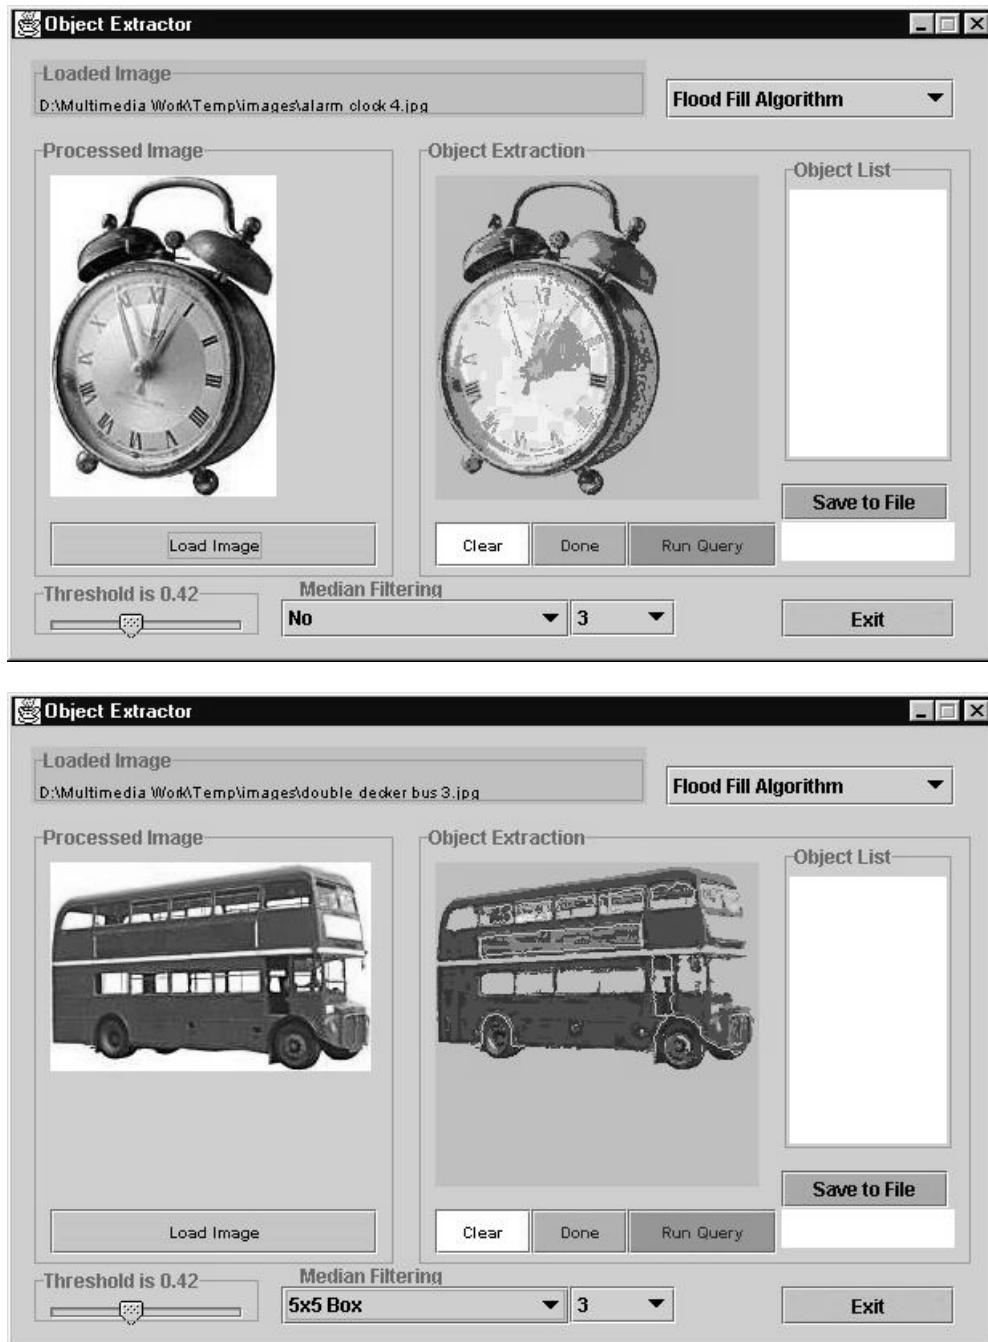 Object Extractor
Loaded Image
D:\Multimedia Work\Temp\images\alarm clock 4.jpg
Flood Fill Algorithm
Processed Image
Object Extraction
Object List
Save to File
Load Image
Clear
Done
Run Query
Threshold is 0.42
Median Filtering
No
3
Exit
Object Extractor
Loaded Image
D:\Multimedia Work\Temp\images\double decker bus 3.jpg
Flood Fill Algorithm
Processed Image
Object Extraction
Object List
Save to File
Load Image
Clear
Done
Run Query
Threshold is 0.42
Median Filtering
5x5 Box
3
Exit